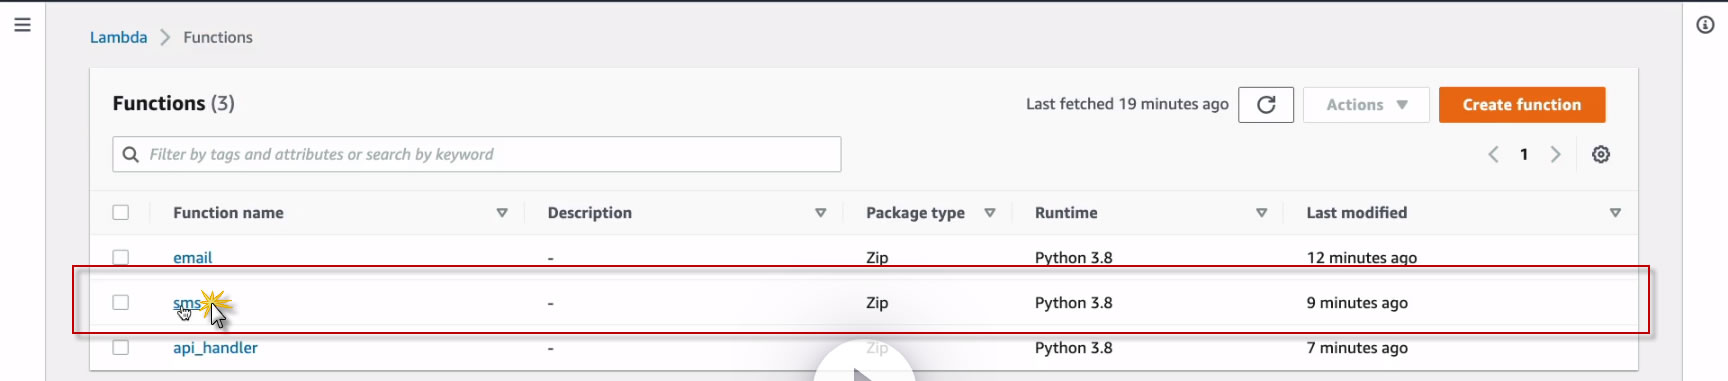 Lambda > Functions
Functions (3) Last fetched 19 minutes ago Actions Create function
Filter by tags and attributes or search by keyword 1
Function name Description Package type Runtime Last modified
email - Zip Python 3.8 12 minutes ago
sms - Zip Python 3.8 9 minutes ago
api_handler - Zip Python 3.8 7 minutes ago